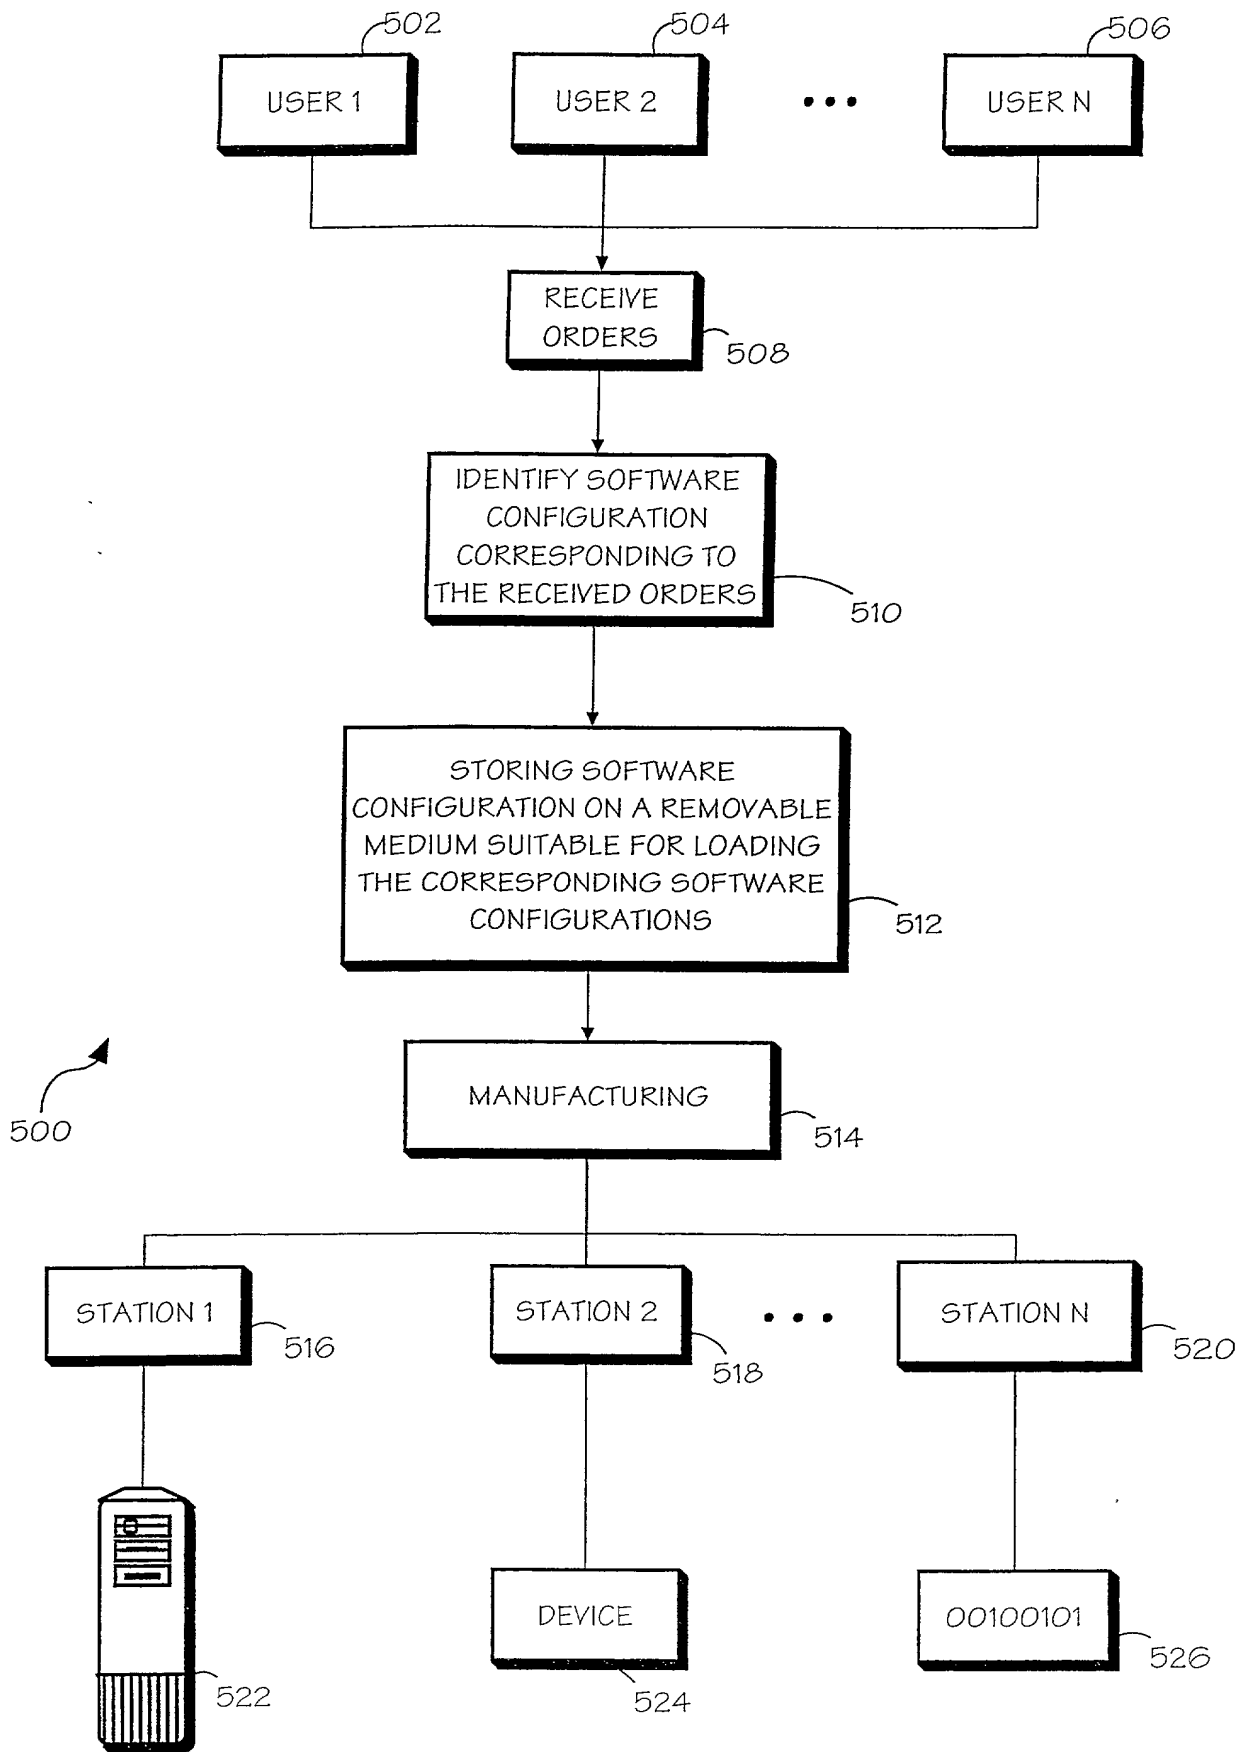 502
504
506
USER 1
USER 2
USER N
RECEIVE
ORDERS
508
IDENTIFY SOFTWARE
CONFIGURATION
CORRESPONDING TO
THE RECEIVED ORDERS
510
STORING SOFTWARE
CONFIGURATION ON A REMOVABLE
MEDIUM SUITABLE FOR LOADING
THE CORRESPONDING SOFTWARE
CONFIGURATIONS
512
500
MANUFACTURING
514
STATION 1
516
STATION 2
518
STATION N
520
522
DEVICE
524
00100101
526